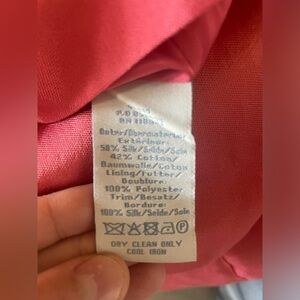 Outer/Obermaterial
Extérieur:
58% Silk/Seide/Soie
42% Cotton/
Baumwolle/Coton
Lining/Futter/
Doublure:
100% Polyester
Trim/Besatz/
Bordure:
100% Silk/Seide/Soie
DRY CLEAN ONLY
COOL IRON